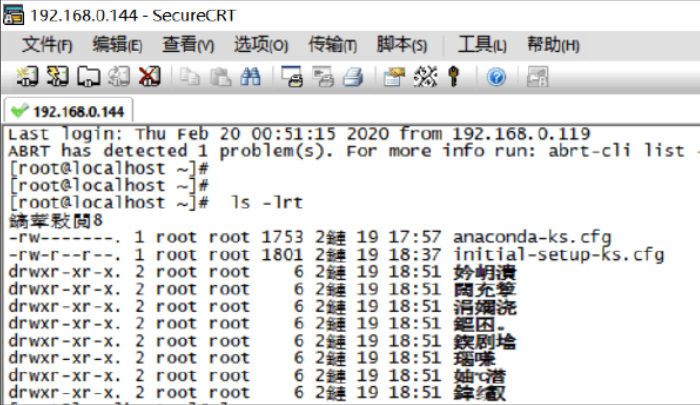 192.168.0.144 - SecureCRT
文件(F) 编辑(E) 查看(V) 选项(O) 传输(T) 脚本(S) 工具(L) 帮助(H)
192.168.0.144
Last login: Thu Feb 20 00:51:15 2020 from 192.168.0.119
ABRT has detected 1 problem(s). For more info run: abrt-cli list
[root@localhost ~]#
[root@localhost ~]#
[root@localhost ~]# ls -lrt
鎬荤敤閲8
-rw-------. 1 root root 1753 2鏈 19 17:57 anaconda-ks.cfg
-rw-r--r--. 1 root root 1801 2鏈 19 18:37 initial-setup-ks.cfg
drwxr-xr-x. 2 root root 6 2鏈 19 18:51 妗岄潰
drwxr-xr-x. 2 root root 6 2鏈 19 18:51 闊充箰
drwxr-xr-x. 2 root root 6 2鏈 19 18:51 涓嬭浇
drwxr-xr-x. 2 root root 6 2鏈 19 18:51 鏂囨。
drwxr-xr-x. 2 root root 6 2鏈 19 18:51 鍥剧墖
drwxr-xr-x. 2 root root 6 2鏈 19 18:51 瑙嗛
drwxr-xr-x. 2 root root 6 2鏈 19 18:51 妯℃澘
drwxr-xr-x. 2 root root 6 2鏈 19 18:51 鍏叡